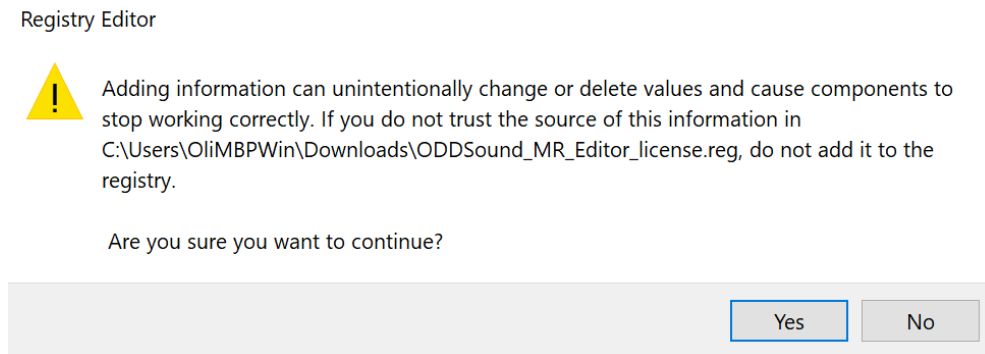 Registry Editor
!
Adding information can unintentionally change or delete values and cause components to
stop working correctly. If you do not trust the source of this information in
C:\Users\OliMBPWin\Downloads\ODDSound_MR_Editor_license.reg, do not add it to the
registry.
Are you sure you want to continue?
Yes No